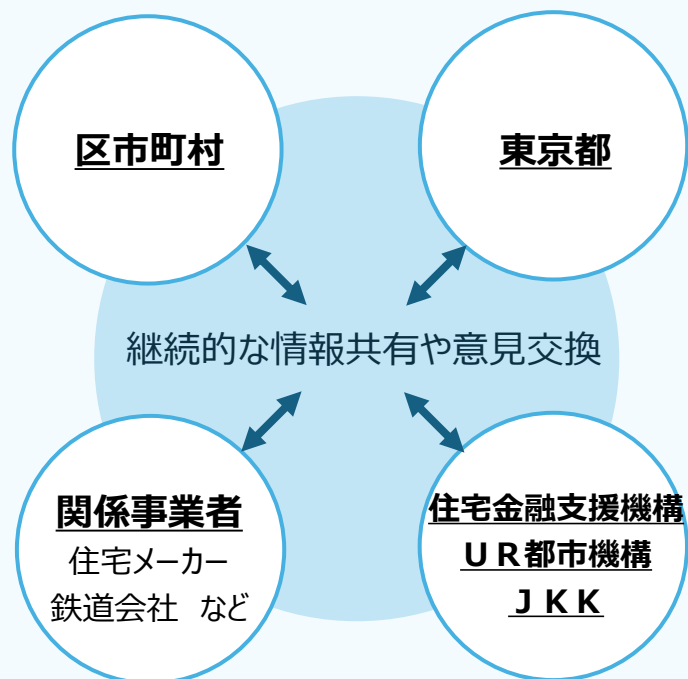 区市町村
東京都
継続的な情報共有や意見交換
関係事業者
住宅メーカー
鉄道会社　など
住宅金融支援機構
ＵＲ都市機構
ＪＫＫ